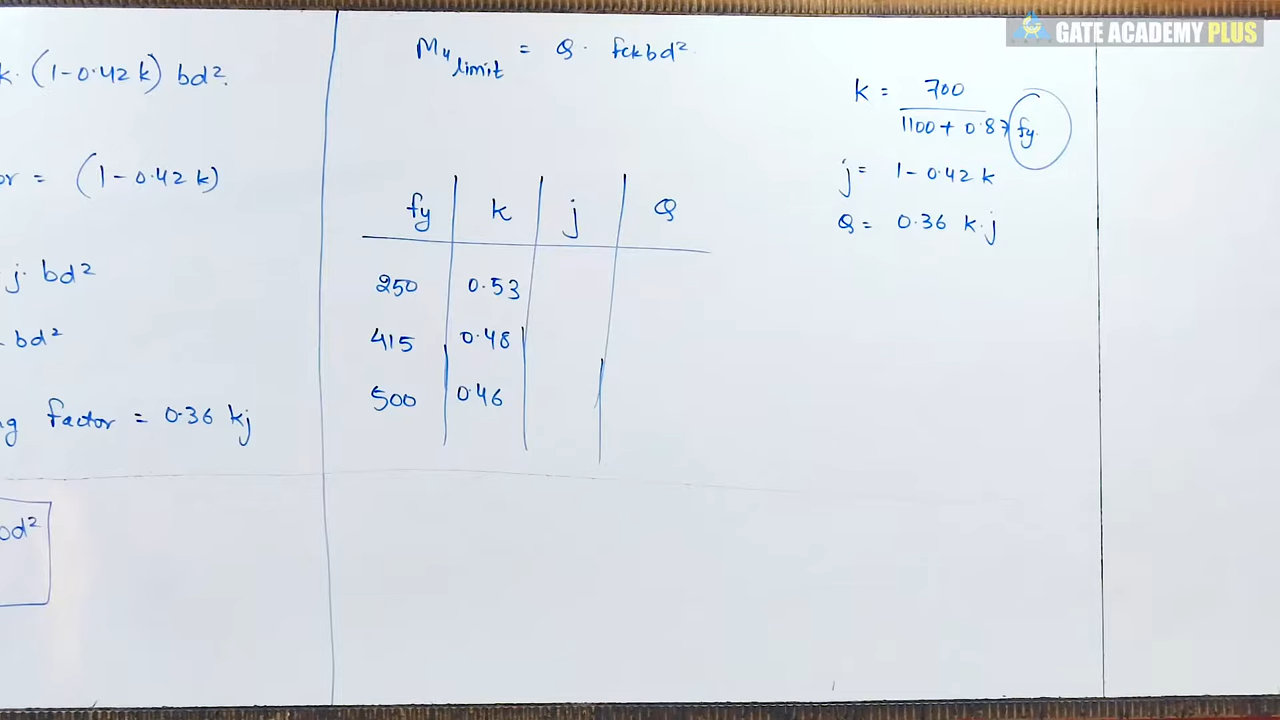 GATE ACADEMY PLUS
k. (1-0.42 k) bd².
= (1-0.42 k)
j. bd²
bd²
factor = 0.36 kj
bd²
Mu limit = Q. fck bd²
fy k j Q
250 0.53
415 0.48
500 0.46
k = 700
1100 + 0.87 fy
j = 1-0.42 k
Q = 0.36 k.j